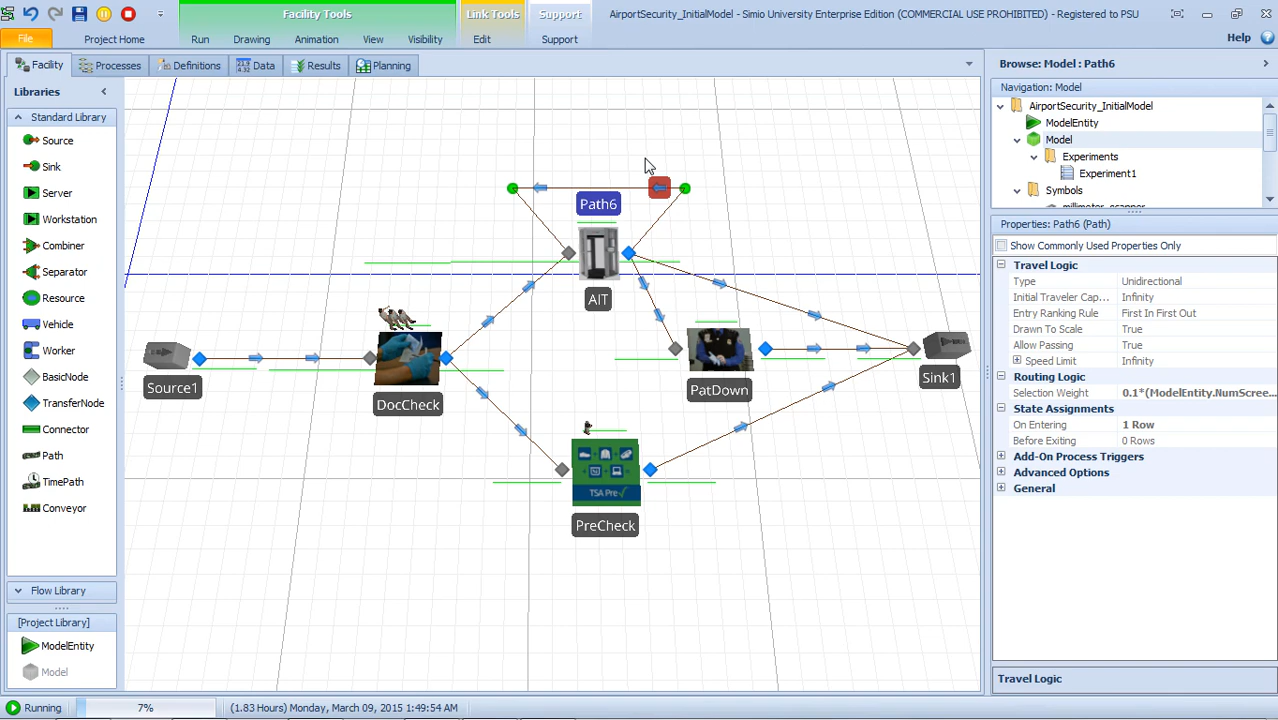 AirportSecurity_InitialModel - Simio University Enterprise Edition (COMMERCIAL USE PROHIBITED) - Registered to PSU
Facility Tools
Link Tools
Support
File
Project Home
Run
Drawing
Animation
View
Visibility
Edit
Support
Help
Facility
Processes
Definitions
Data
Results
Planning
Libraries
Standard Library
Source
Sink
Server
Workstation
Combiner
Separator
Resource
Vehicle
Worker
BasicNode
TransferNode
Connector
Path
TimePath
Conveyor
Flow Library
[Project Library]
ModelEntity
Model
Path6
AIT
Source1
DocCheck
PatDown
Sink1
TSA Pre✓
PreCheck
Browse: Model : Path6
Navigation: Model
AirportSecurity_InitialModel
ModelEntity
Model
Experiments
Experiment1
Symbols
millimeter_scanner
Properties: Path6 (Path)
Show Commonly Used Properties Only
Travel Logic
Type Unidirectional
Initial Traveler Cap... Infinity
Entry Ranking Rule First In First Out
Drawn To Scale True
Allow Passing True
Speed Limit Infinity
Routing Logic
Selection Weight 0.1*(ModelEntity.NumScree...
State Assignments
On Entering 1 Row
Before Exiting 0 Rows
Add-On Process Triggers
Advanced Options
General
Travel Logic
Running
7%
(1.83 Hours) Monday, March 09, 2015 1:49:54 AM